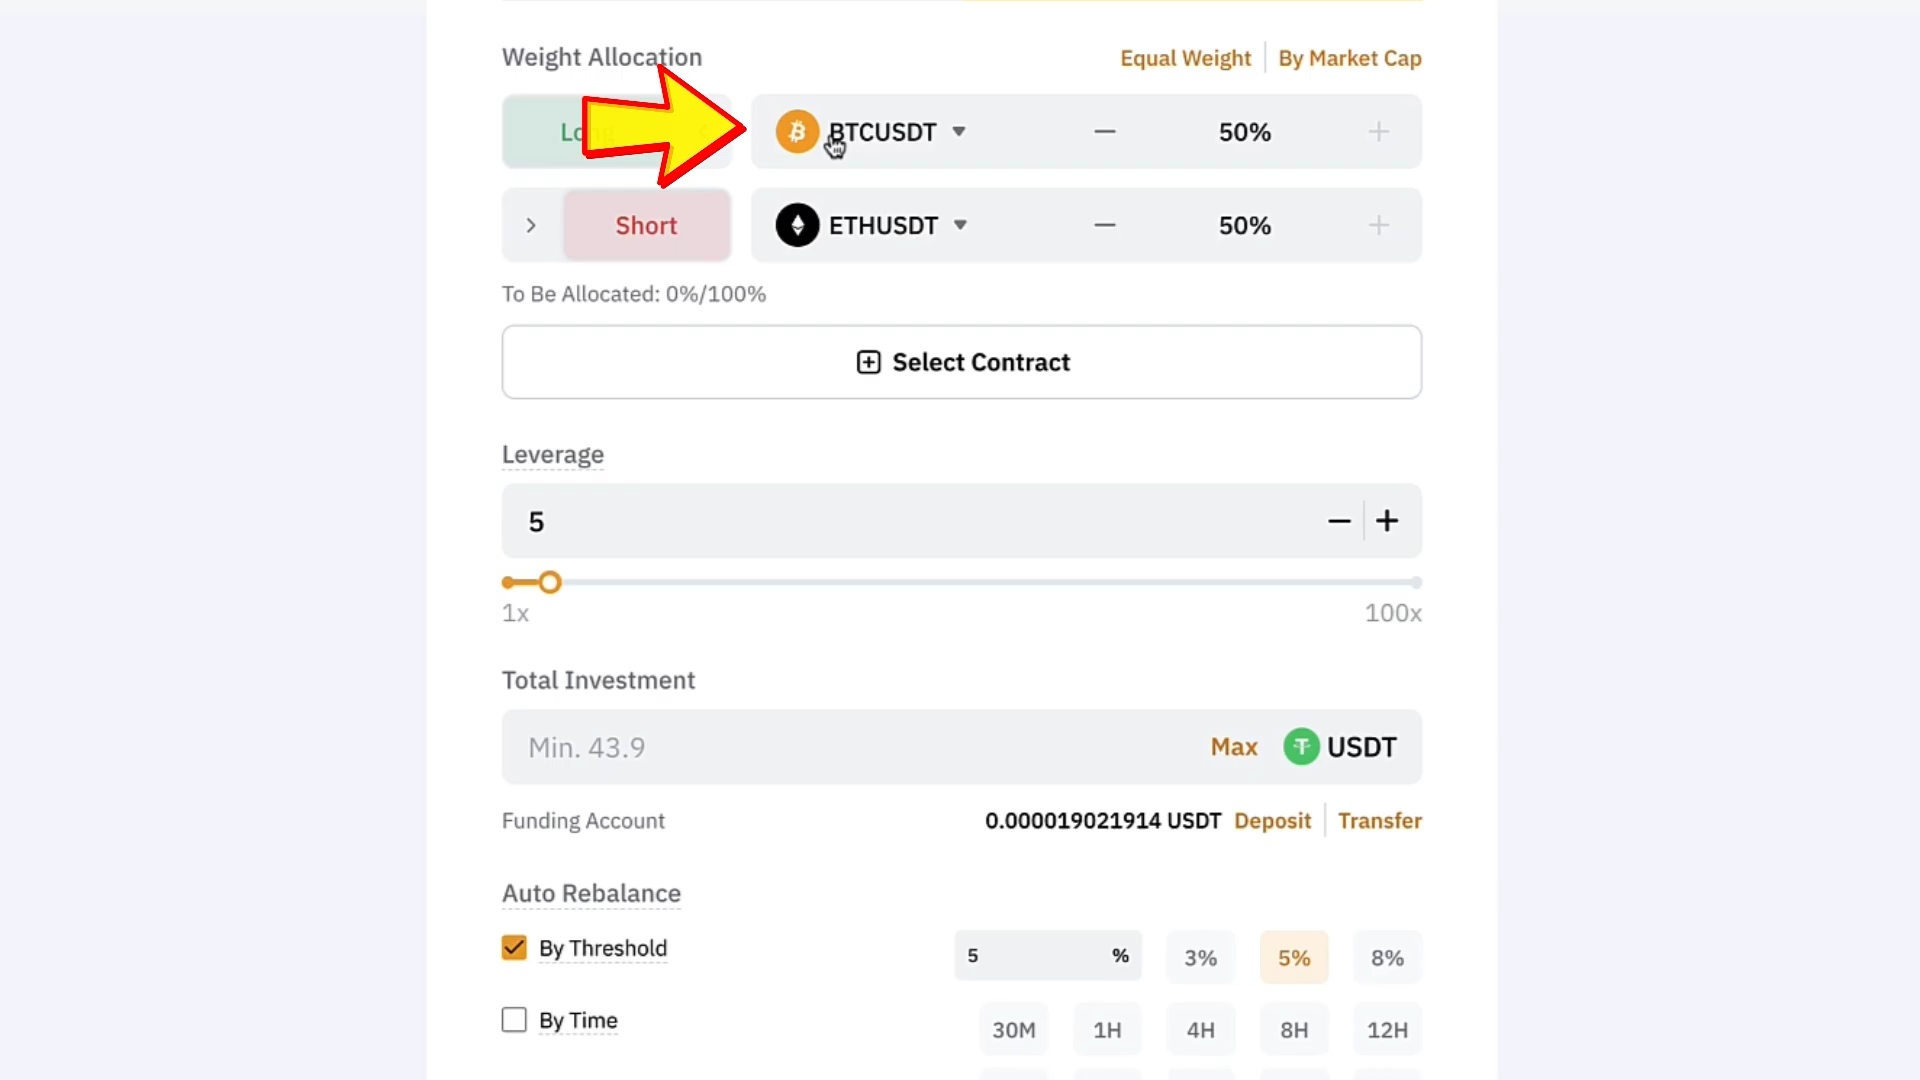 Weight Allocation
Equal Weight
By Market Cap
Long
BTCUSDT
50%
Short
ETHUSDT
50%
To Be Allocated: 0%/100%
Select Contract
Leverage
5
1x
100x
Total Investment
Min. 43.9
Max
USDT
Funding Account
0.000019021914 USDT
Deposit
Transfer
Auto Rebalance
By Threshold
5 %
3%
5%
8%
By Time
30M
1H
4H
8H
12H